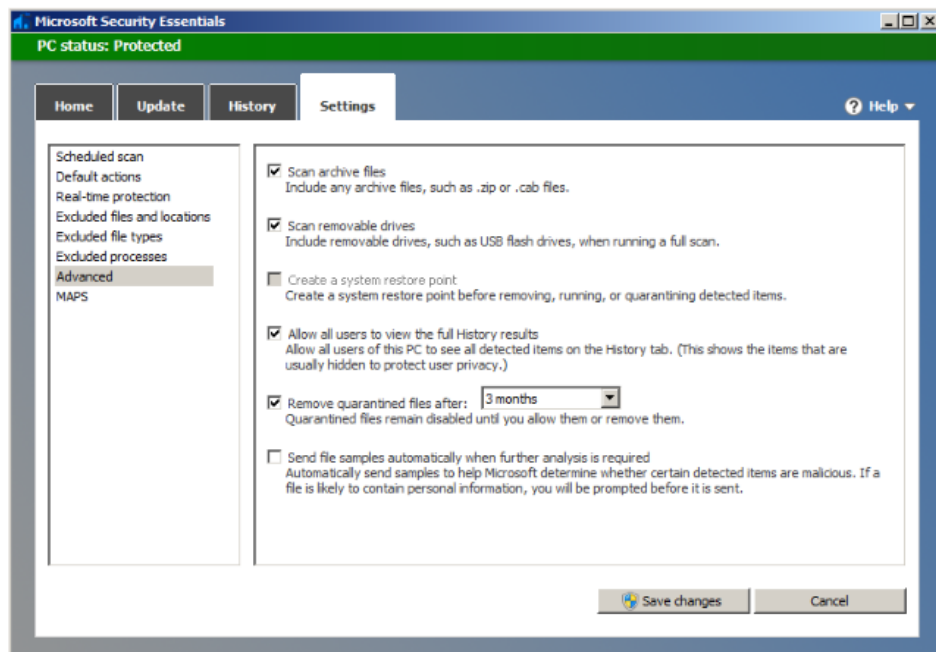 Microsoft Security Essentials
PC status: Protected
Home
Update
History
Settings
Help
Scheduled scan
Default actions
Real-time protection
Excluded files and locations
Excluded file types
Excluded processes
Advanced
MAPS
Scan archive files
Include any archive files, such as .zip or .cab files.
Scan removable drives
Include removable drives, such as USB flash drives, when running a full scan.
Create a system restore point
Create a system restore point before removing, running, or quarantining detected items.
Allow all users to view the full History results
Allow all users of this PC to see all detected items on the History tab. (This shows the items that are
usually hidden to protect user privacy.)
Remove quarantined files after: 3 months
Quarantined files remain disabled until you allow them or remove them.
Send file samples automatically when further analysis is required
Automatically send samples to help Microsoft determine whether certain detected items are malicious. If a
file is likely to contain personal information, you will be prompted before it is sent.
Save changes
Cancel